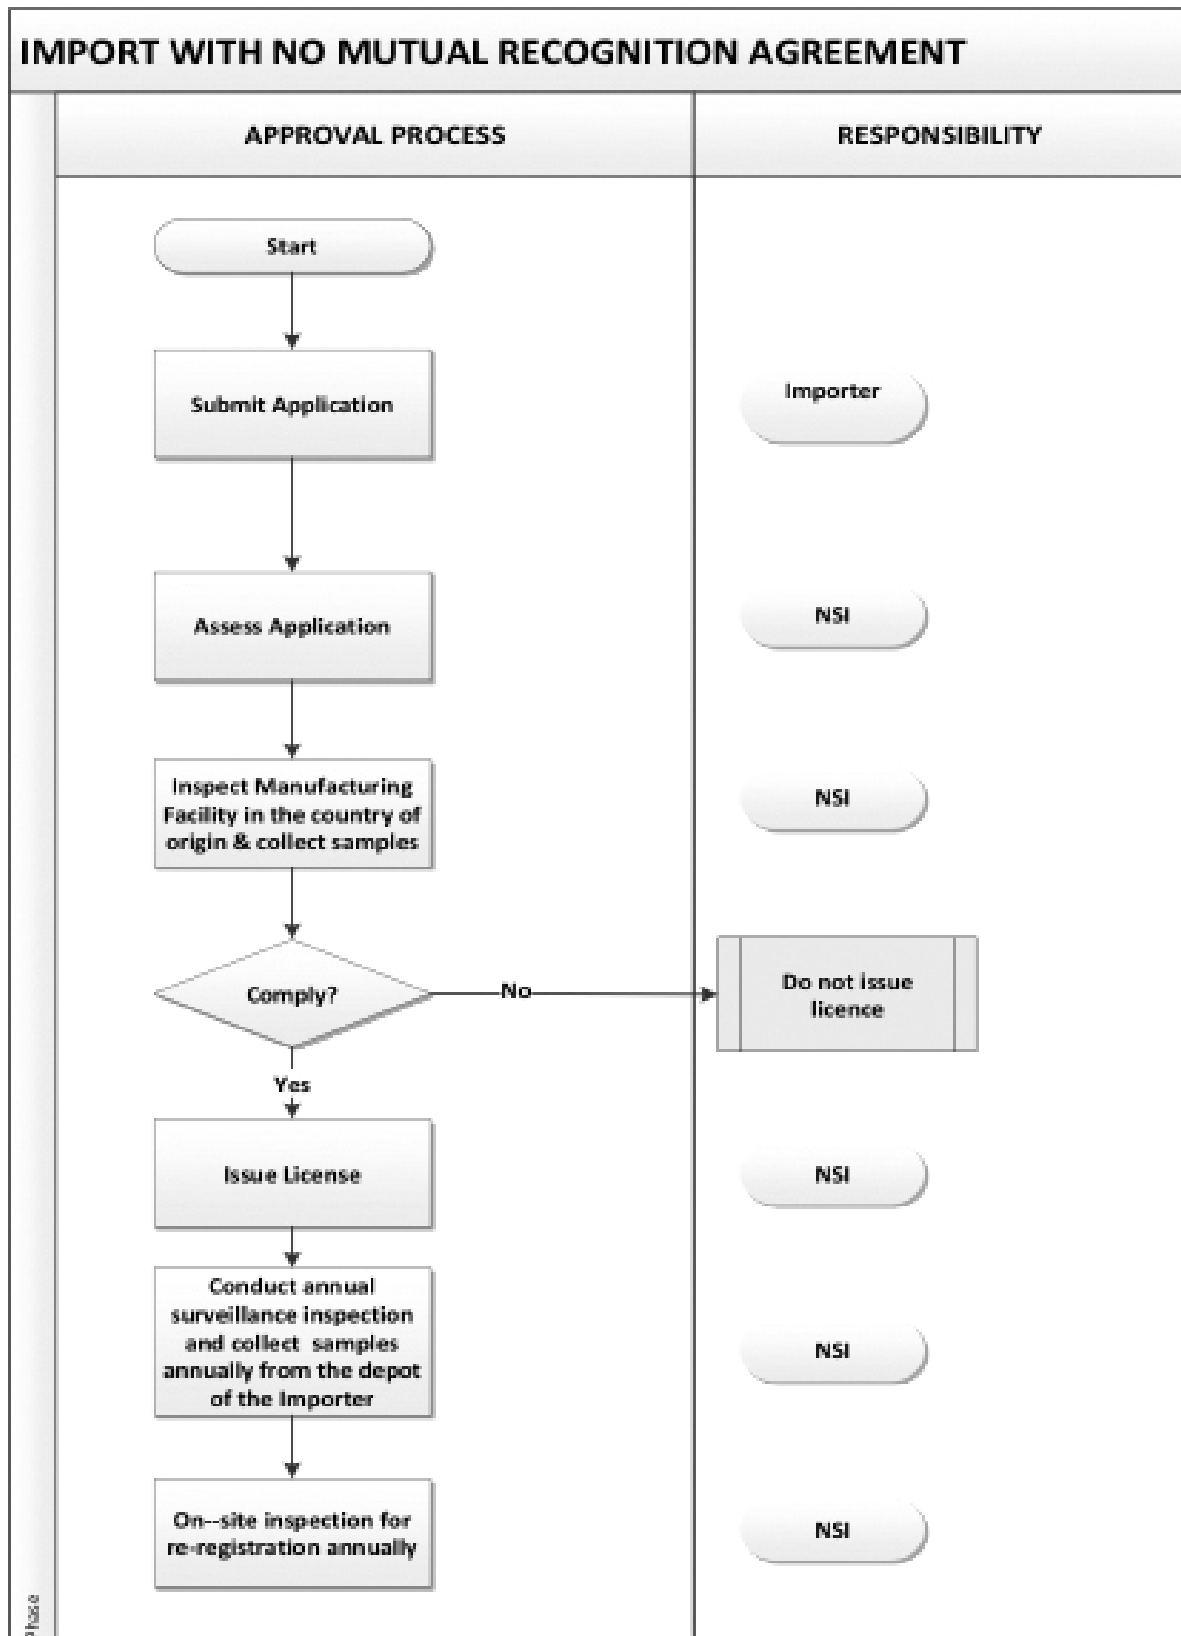 IMPORT WITH NO MUTUAL RECOGNITION AGREEMENT
APPROVAL PROCESS
RESPONSIBILITY
Start
Submit Application
Importer
Assess Application
NSI
Inspect Manufacturing
Facility in the country of
origin & collect samples
NSI
Comply?
No
Do not issue
licence
Yes
Issue License
NSI
Conduct annual
surveillance inspection
and collect samples
annually from the depot
of the Importer
NSI
On--site inspection for
re-registration annually
NSI
Phase